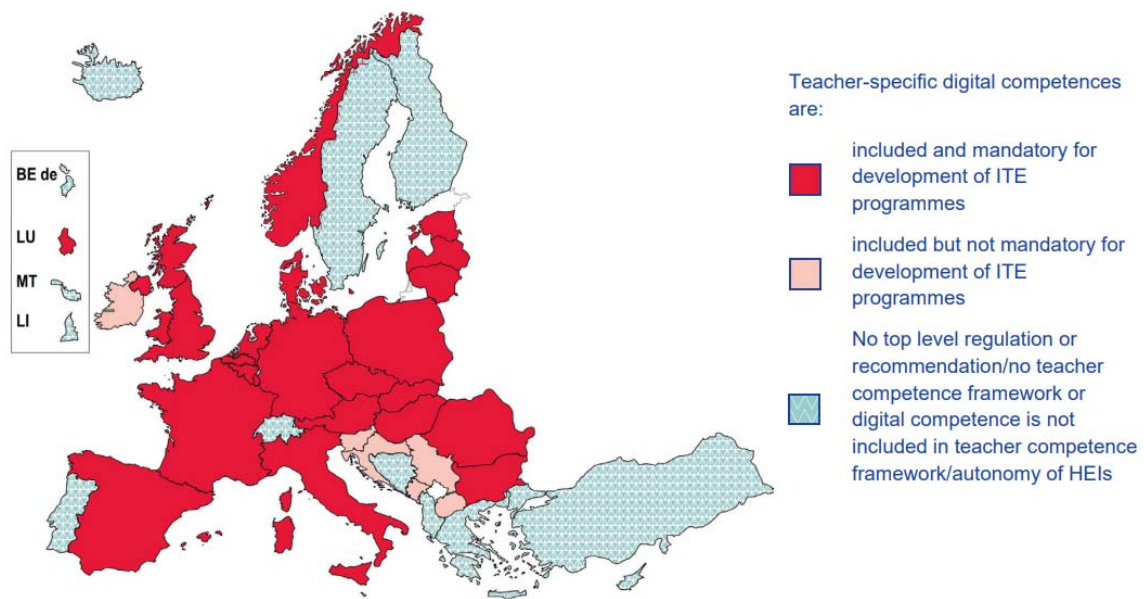 BE de
LU
MT
LI
Teacher-specific digital competences
are:
included and mandatory for
development of ITE
programmes
included but not mandatory for
development of ITE
programmes
No top level regulation or
recommendation/no teacher
competence framework or
digital competence is not
included in teacher competence
framework/autonomy of HEIs